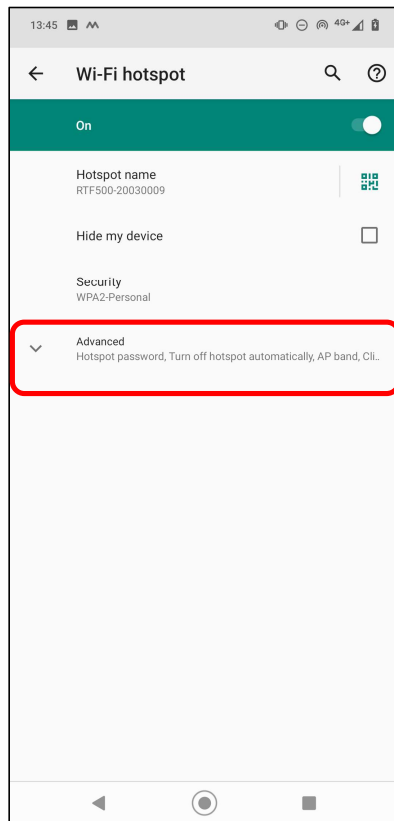 13:45 4G+
Wi-Fi hotspot
On
Hotspot name
RTF500-20030009
Hide my device
Security
WPA2-Personal
Advanced
Hotspot password, Turn off hotspot automatically, AP band, Cli..